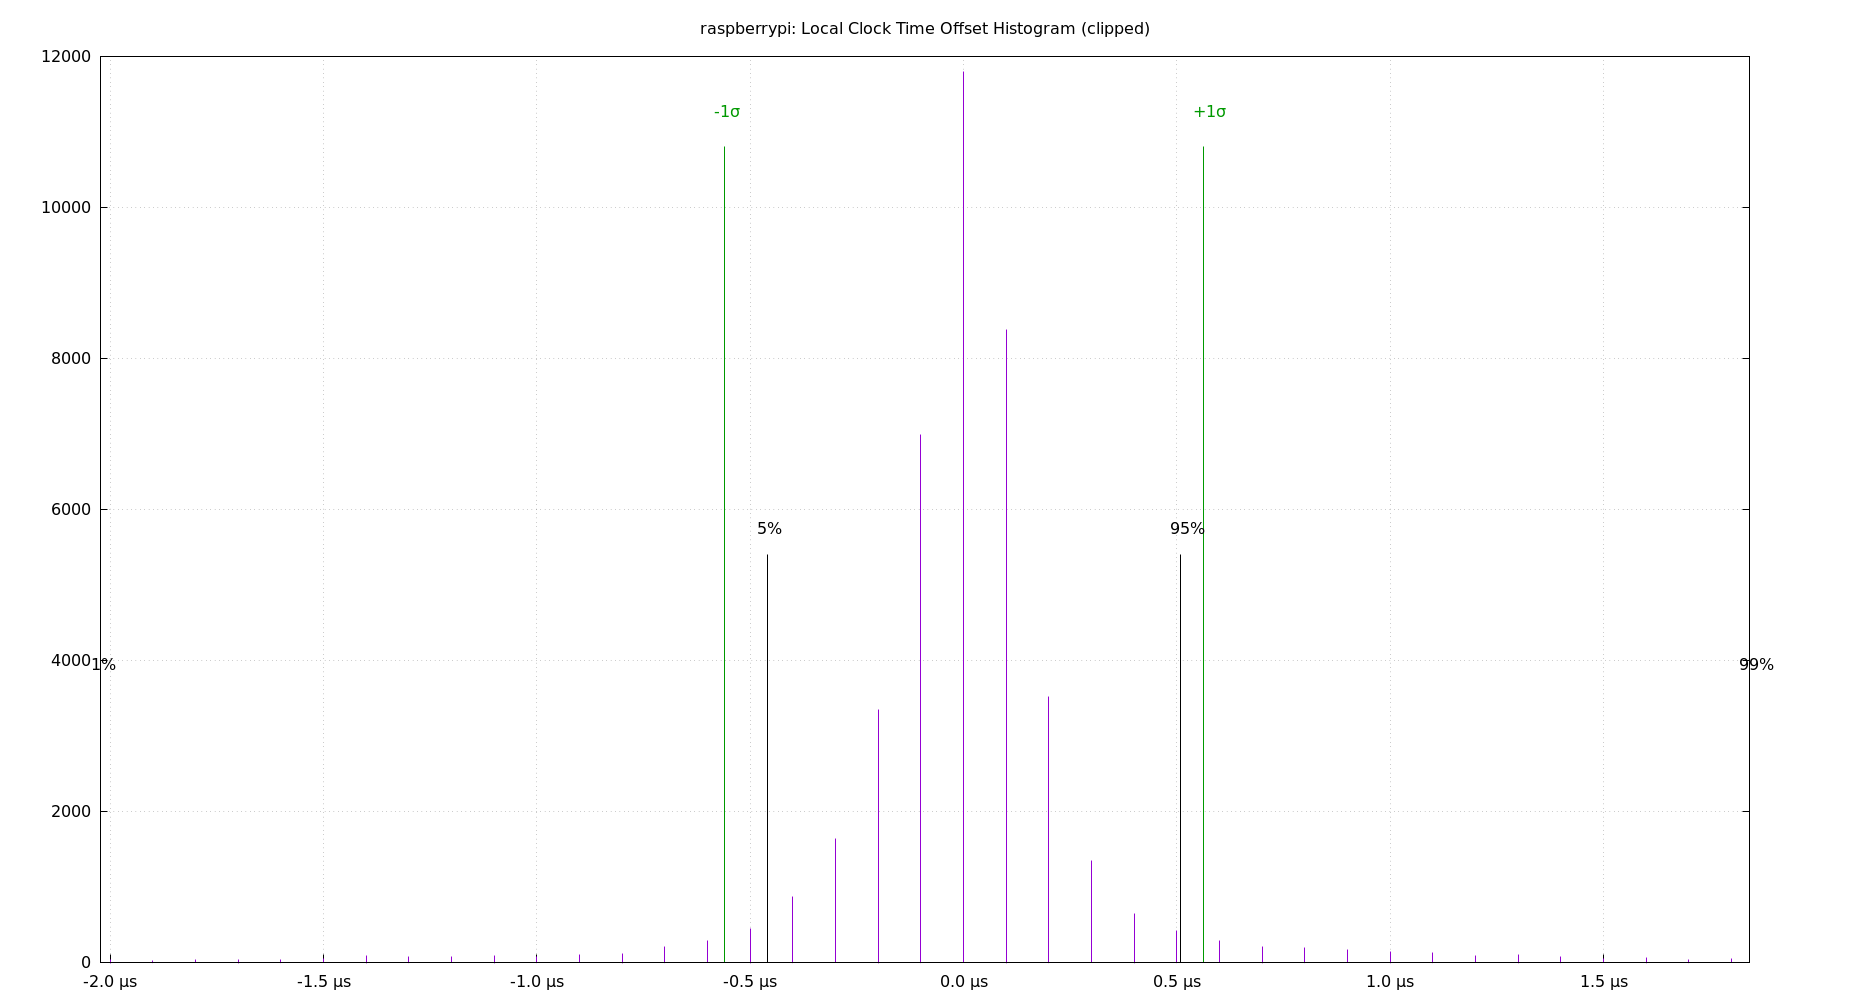 raspberrypi: Local Clock Time Offset Histogram (clipped)
12000
-1σ +1σ
10000
8000
6000
5% 95%
4000 1% 99%
2000
0
-2.0 µs -1.5 µs -1.0 µs -0.5 µs 0.0 µs 0.5 µs 1.0 µs 1.5 µs